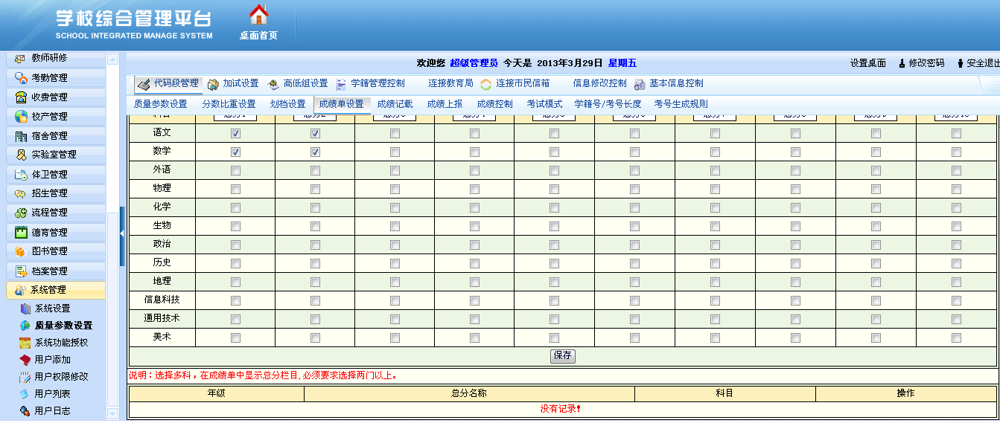 学校综合管理平台
SCHOOL INTEGRATED MANAGE SYSTEM
桌面首页
欢迎您 超级管理员 今天是 2013年3月29日 星期五
设置桌面 修改密码 安全退出
教师研修
考勤管理
收费管理
校产管理
宿舍管理
实验室管理
体卫管理
招生管理
流程管理
德育管理
图书管理
档案管理
系统管理
系统设置
质量参数设置
系统功能授权
用户添加
用户权限修改
用户列表
用户日志
代码段管理 加试设置 高低组设置 学籍管理控制 连接教育局 连接市民信箱 信息修改控制 基本信息控制
质量参数设置 分数比重设置 划档设置 成绩单设置 成绩记载 成绩上报 成绩控制 考试模式 学籍号/考号长度 考号生成规则
语文
数学
外语
物理
化学
生物
政治
历史
地理
信息科技
通用技术
美术
保存
说明：选择多科，在成绩单中显示总分栏目,必须要求选择两门以上。
年级 总分名称 科目 操作
没有记录!